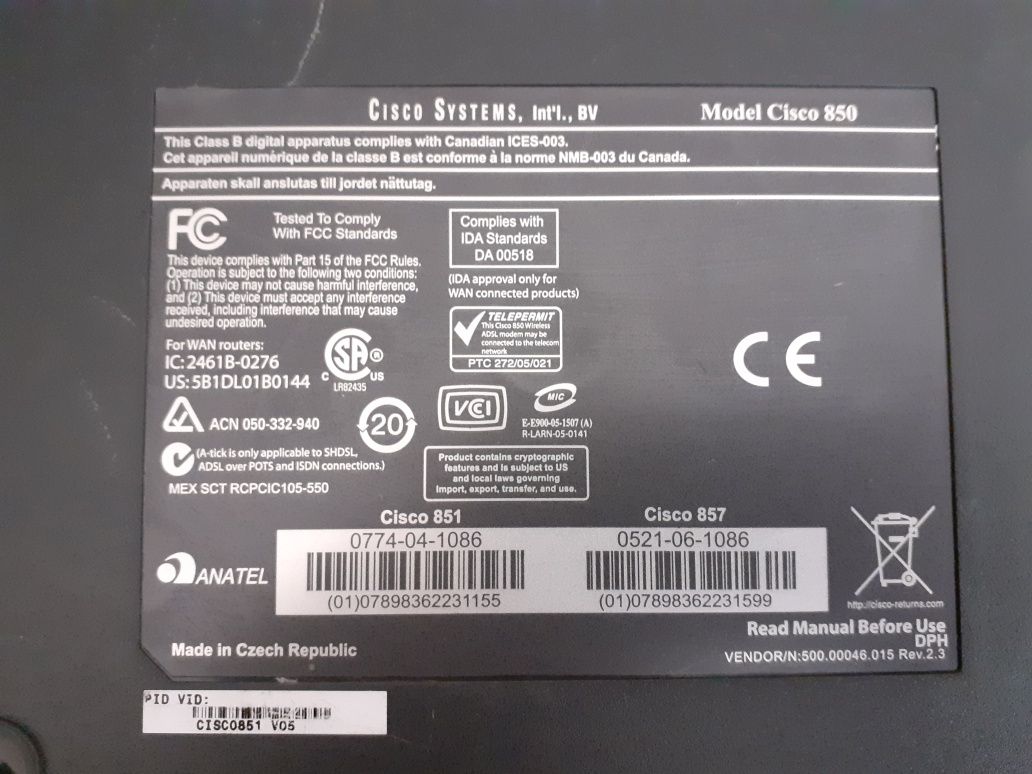 CISCO SYSTEMS, Int'l., BV
Model Cisco 850
This Class B digital apparatus complies with Canadian ICES-003.
Cet appareil numérique de la classe B est conforme à la norme NMB-003 du Canada.
Apparaten skall anslutas till jordet nättutag.
FC
Tested To Comply
With FCC Standards
This device complies with Part 15 of the FCC Rules.
Operation is subject to the following two conditions:
(1) This device may not cause harmful interference,
and (2) This device must accept any interference
received, including interference that may cause
undesired operation.
For WAN routers:
IC: 2461B-0276
US: 5B1DL01B0144
SA ®
C US
LR82435
ACN 050-332-940
20
(A-tick is only applicable to SHDSL,
ADSL over POTS and ISDN connections.)
MEX SCT RCPCIC105-550
Complies with
IDA Standards
DA 00518
(IDA approval only for
WAN connected products)
TELEPERMIT
This Cisco 850 Wireless
ADSL modem may be
connected to the telecom
network
PTC 272/05/021
VCI
MIC
E-E900-05-1507 (A)
R-LARN-05-0141
Product contains cryptographic
features and is subject to US
and local laws governing
import, export, transfer, and use.
CE
Cisco 851
0774-04-1086
(01)07898362231155
Cisco 857
0521-06-1086
(01)07898362231599
ANATEL
http://cisco-returns.com
Read Manual Before Use
DPH
VENDOR/N:500.00046.015 Rev.2.3
Made in Czech Republic
PID VID:
CISCO851 V05